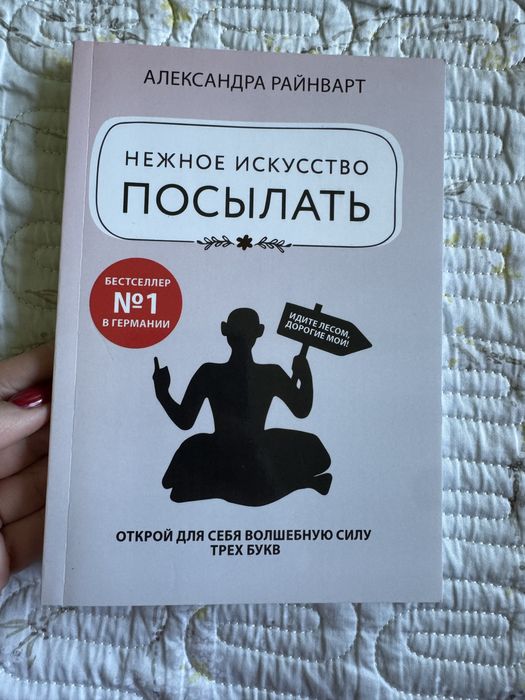 АЛЕКСАНДРА РАЙНВАРТ
НЕЖНОЕ ИСКУССТВО
ПОСЫЛАТЬ
БЕСТСЕЛЛЕР
№1
В ГЕРМАНИИ
ИДИТЕ ЛЕСОМ,
ДОРОГИЕ МОИ!
ОТКРОЙ ДЛЯ СЕБЯ ВОЛШЕБНУЮ СИЛУ
ТРЕХ БУКВ